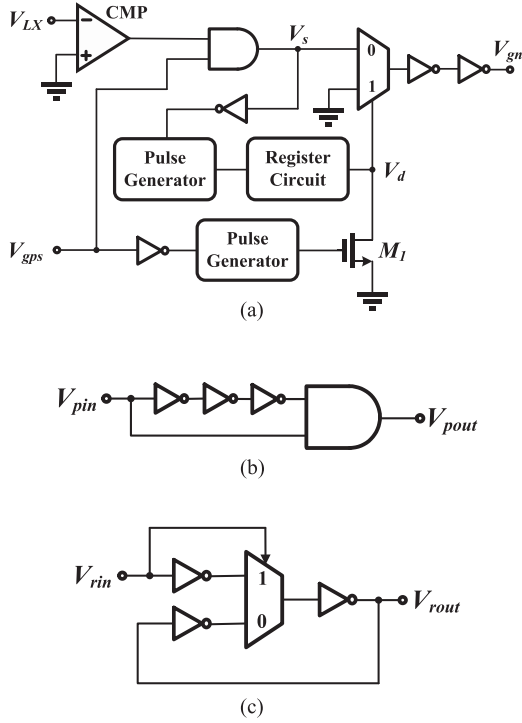 CMP
V_LX
−
+
V_s
0
1
V_gn
Pulse
Generator
Register
Circuit
V_d
V_gps
Pulse
Generator
M_1
(a)
V_pin
V_pout
(b)
V_rin
1
0
V_rout
(c)